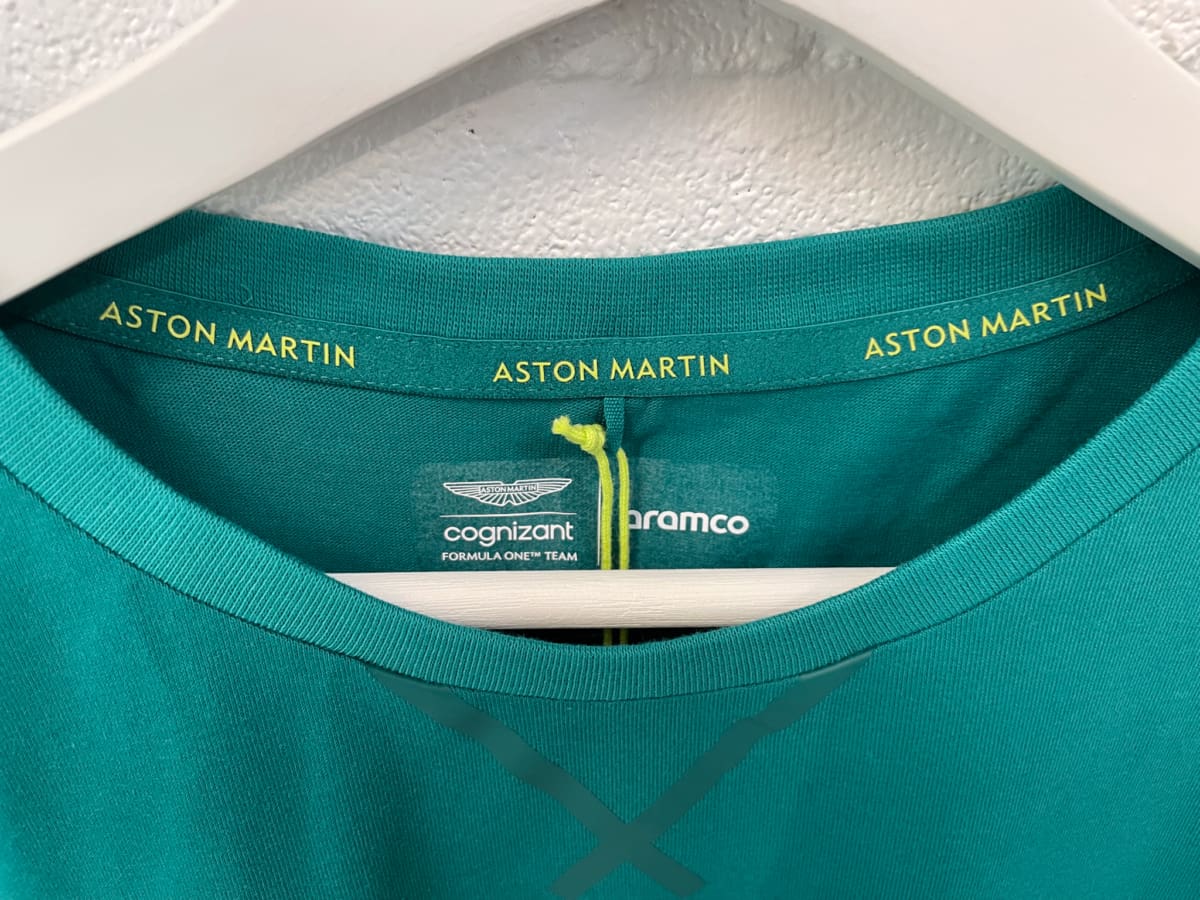 ASTON MARTIN ASTON MARTIN ASTON MARTIN
ASTON MARTIN
cognizant
FORMULA ONE™ TEAM
aramco